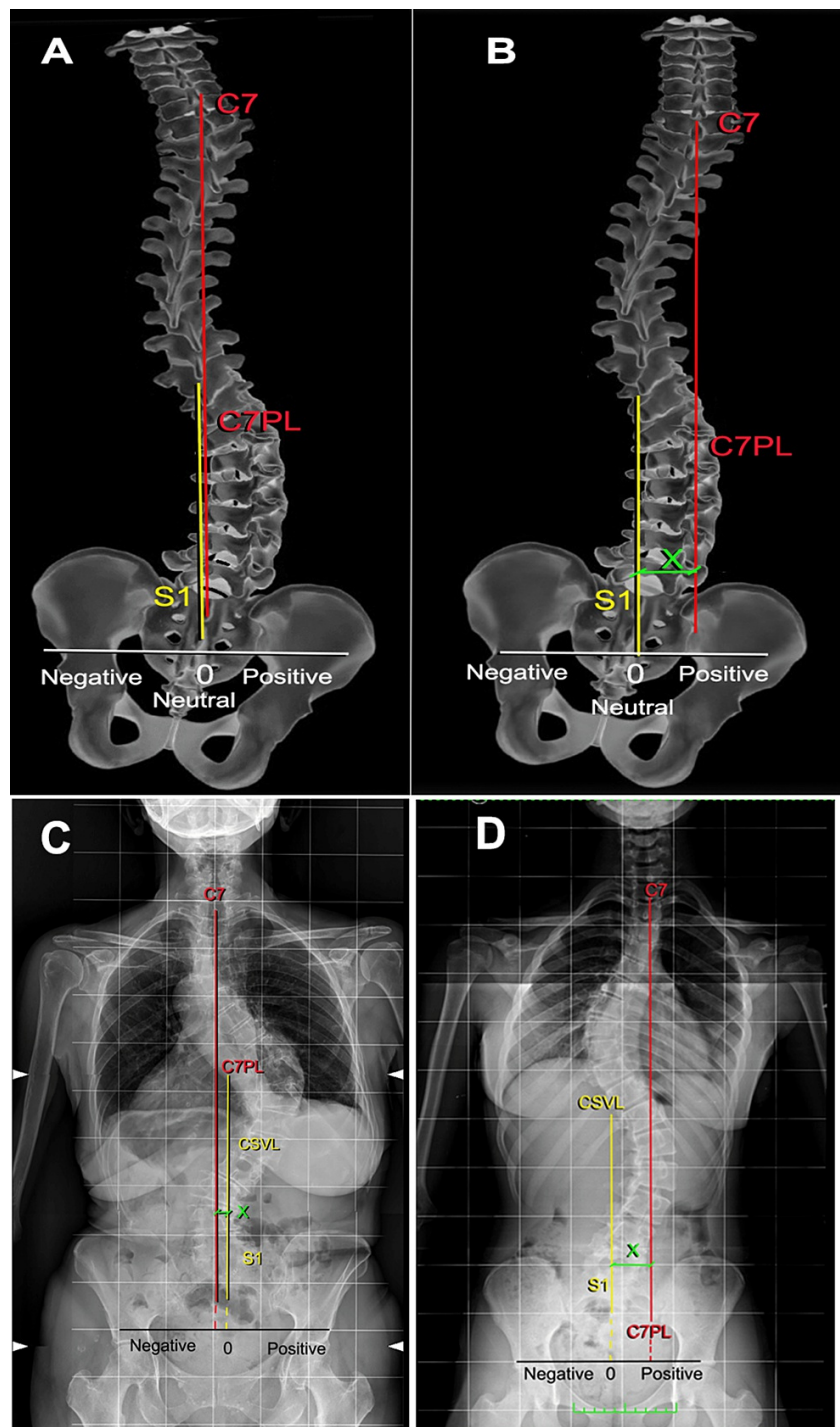 A
C7
C7PL
S1
Negative
0
Positive
Neutral
B
C7
C7PL
X
S1
Negative
0
Positive
Neutral
C
C7
C7PL
CSVL
X
S1
Negative
0
Positive
D
C7
CSVL
X
S1
C7PL
Negative
0
Positive